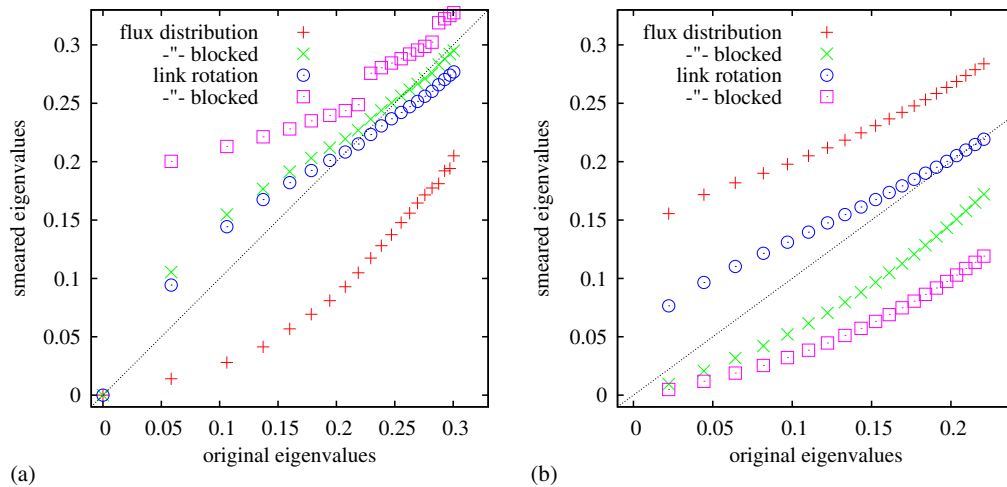 flux distribution
-"- blocked
link rotation
-"- blocked
0.3
0.25
0.2
0.15
0.1
0.05
0
smeared eigenvalues
0 0.05 0.1 0.15 0.2 0.25 0.3
original eigenvalues
(a)
flux distribution
-"- blocked
link rotation
-"- blocked
0.3
0.25
0.2
0.15
0.1
0.05
0
smeared eigenvalues
0 0.05 0.1 0.15 0.2
original eigenvalues
(b)